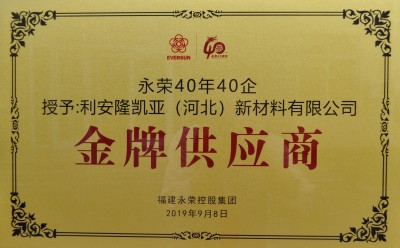 EVERSUN
永荣40年40企
授予:利安隆凯亚（河北）新材料有限公司
金牌供应商
福建永荣控股集团
2019年9月8日